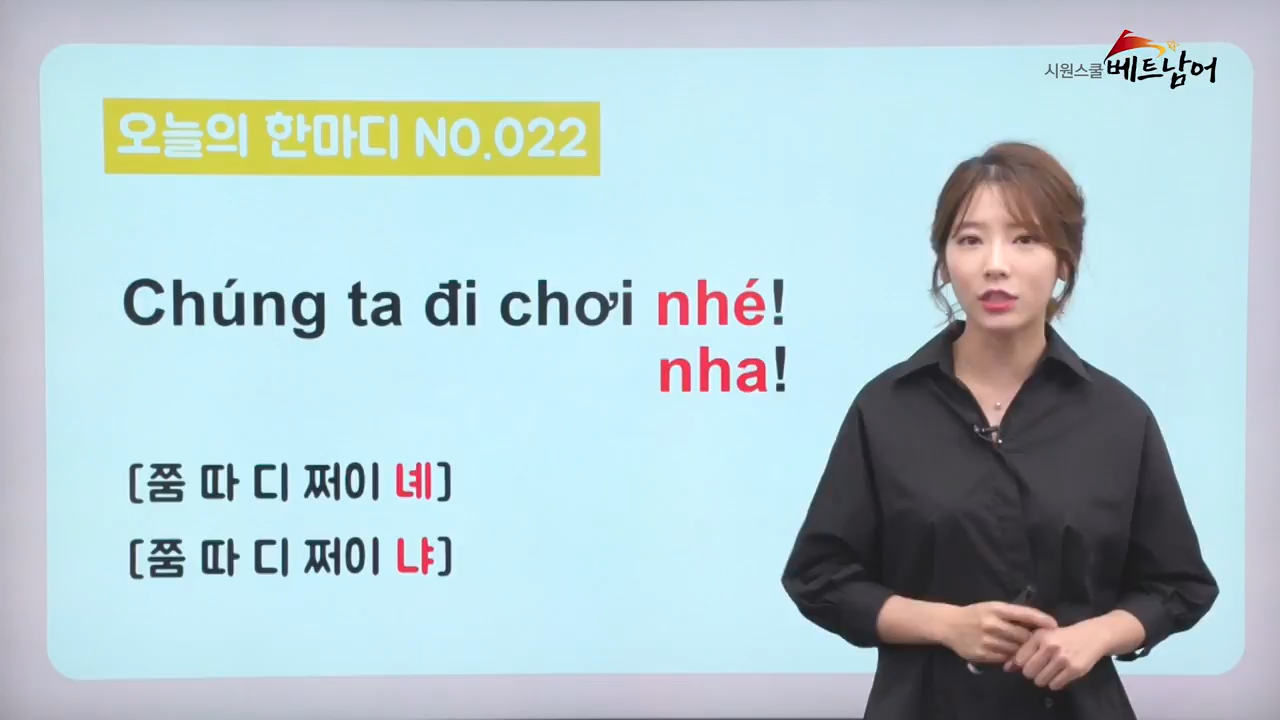 시원스쿨 베트남어
오늘의 한마디 NO.022
Chúng ta đi chơi nhé!
nha!
[쭘 따 디 쩌이 녜]
[쭘 따 디 쩌이 냐]